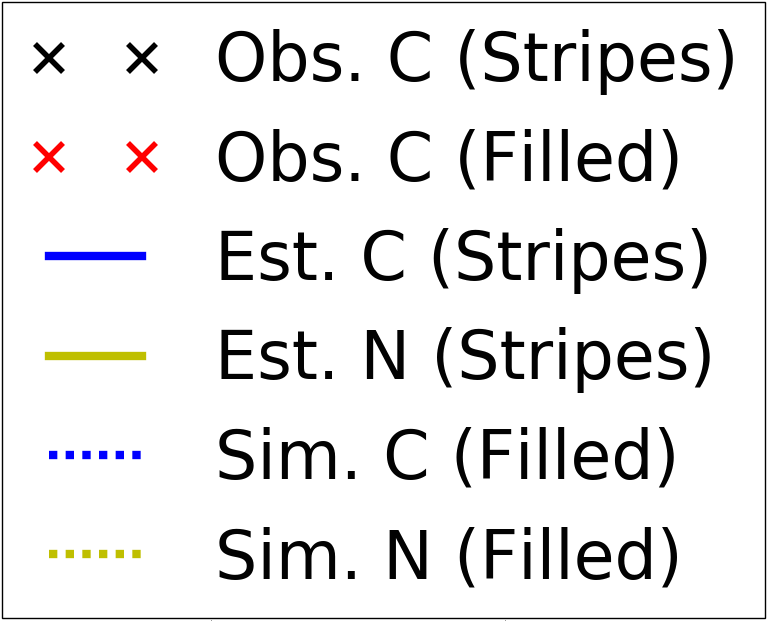 Obs. C (Stripes)
Obs. C (Filled)
Est. C (Stripes)
Est. N (Stripes)
Sim. C (Filled)
Sim. N (Filled)